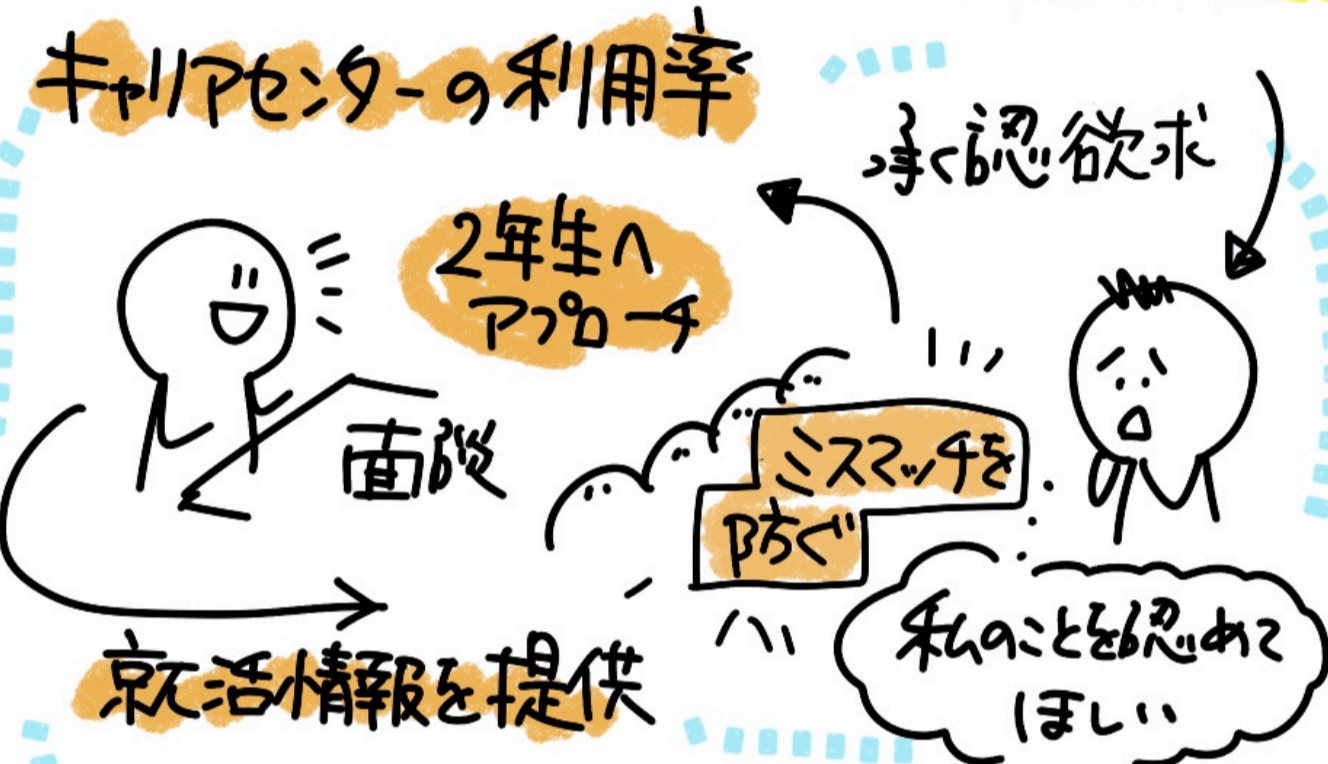 キャリアセンターの利用率
承認欲求
2年生へ
アプローチ
面談
ミスマッチを
防ぐ
就活情報を提供
私のことを認めて
ほしい